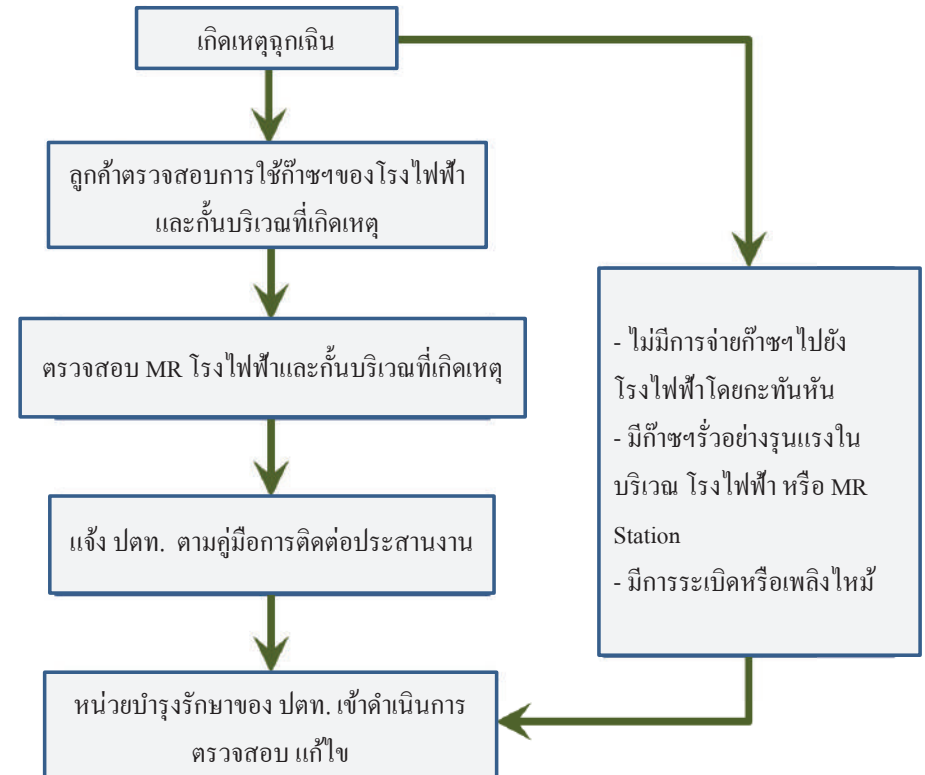 เกิดเหตุฉุกเฉิน
ลูกค้าตรวจสอบการใช้ก๊าซฯของโรงไฟฟ้า
และกั้นบริเวณที่เกิดเหตุ
ตรวจสอบ MR โรงไฟฟ้าและกั้นบริเวณที่เกิดเหตุ
แจ้ง ปตท. ตามคู่มือการติดต่อประสานงาน
หน่วยบำรุงรักษาของ ปตท. เข้าดำเนินการ
ตรวจสอบ แก้ไข
- ไม่มีการจ่ายก๊าซฯไปยัง
โรงไฟฟ้าโดยกะทันหัน
- มีก๊าซฯรั่วอย่างรุนแรงใน
บริเวณ โรงไฟฟ้า หรือ MR
Station
- มีการระเบิดหรือเพลิงไหม้